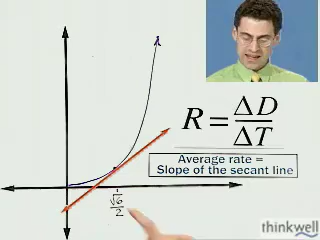 R = ΔD/ΔT
Average rate =
Slope of the secant line
√6/2
thinkwell